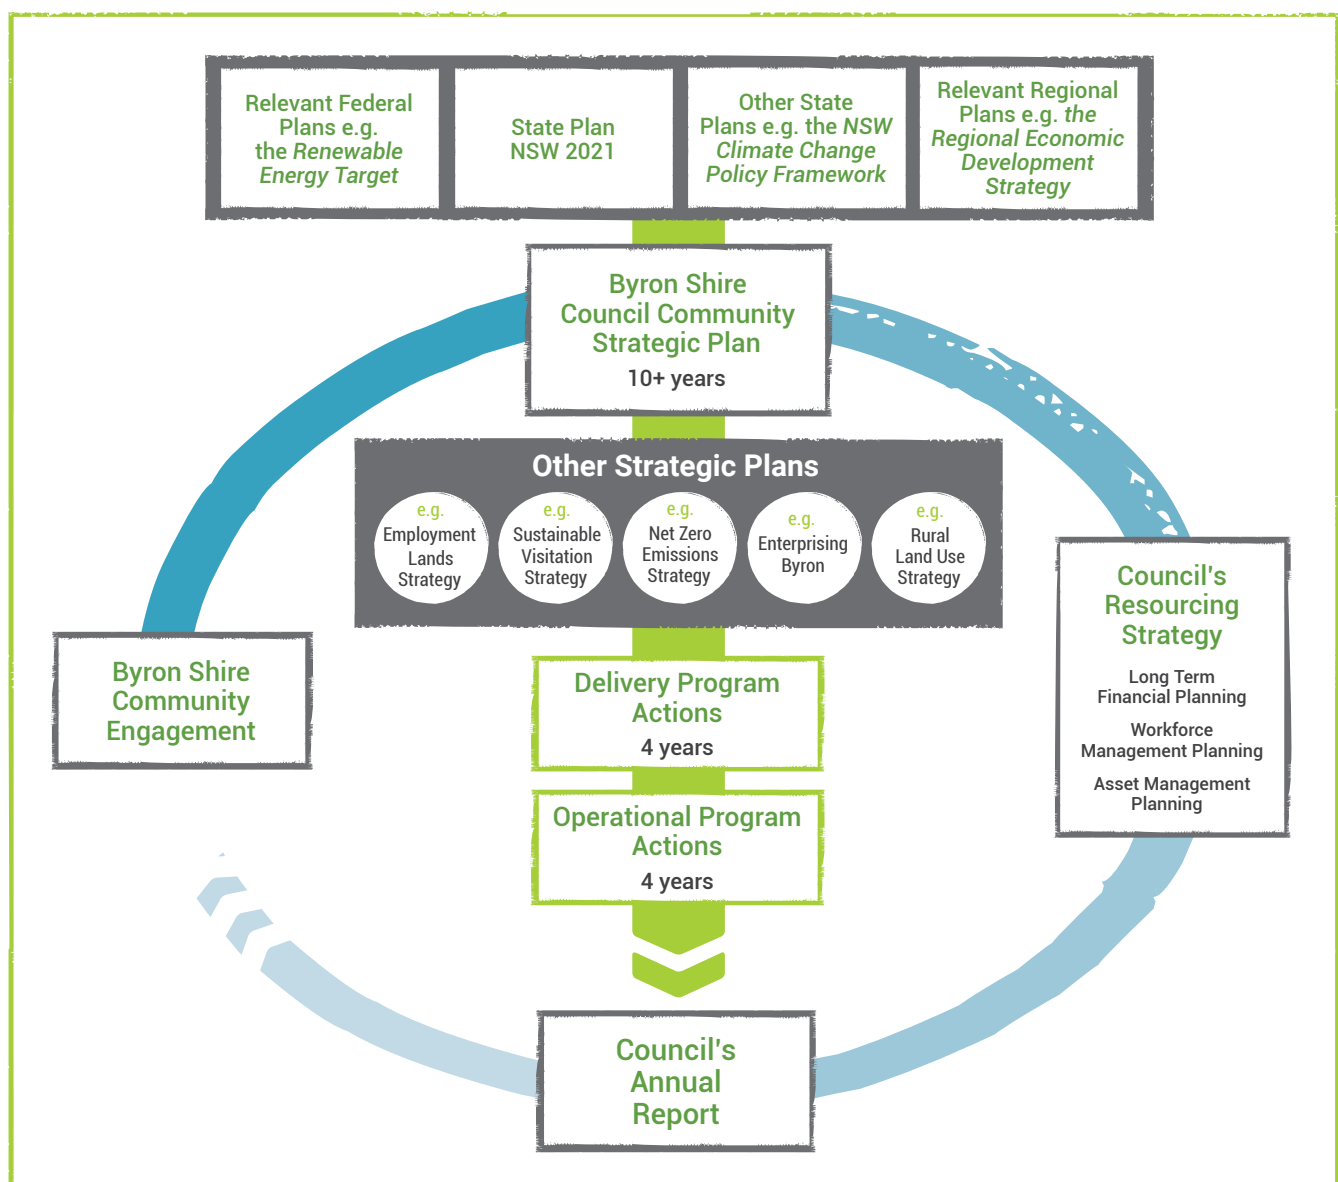 Relevant Federal
Plans e.g.
the Renewable
Energy Target
State Plan
NSW 2021
Other State
Plans e.g. the NSW
Climate Change
Policy Framework
Relevant Regional
Plans e.g. the
Regional Economic
Development
Strategy
Byron Shire
Council Community
Strategic Plan
10+ years
Other Strategic Plans
e.g.
Employment
Lands
Strategy
e.g.
Sustainable
Visitation
Strategy
e.g.
Net Zero
Emissions
Strategy
e.g.
Enterprising
Byron
e.g.
Rural
Land Use
Strategy
Council's
Resourcing
Strategy
Long Term
Financial Planning
Workforce
Management Planning
Asset Management
Planning
Byron Shire
Community
Engagement
Delivery Program
Actions
4 years
Operational Program
Actions
4 years
Council's
Annual
Report